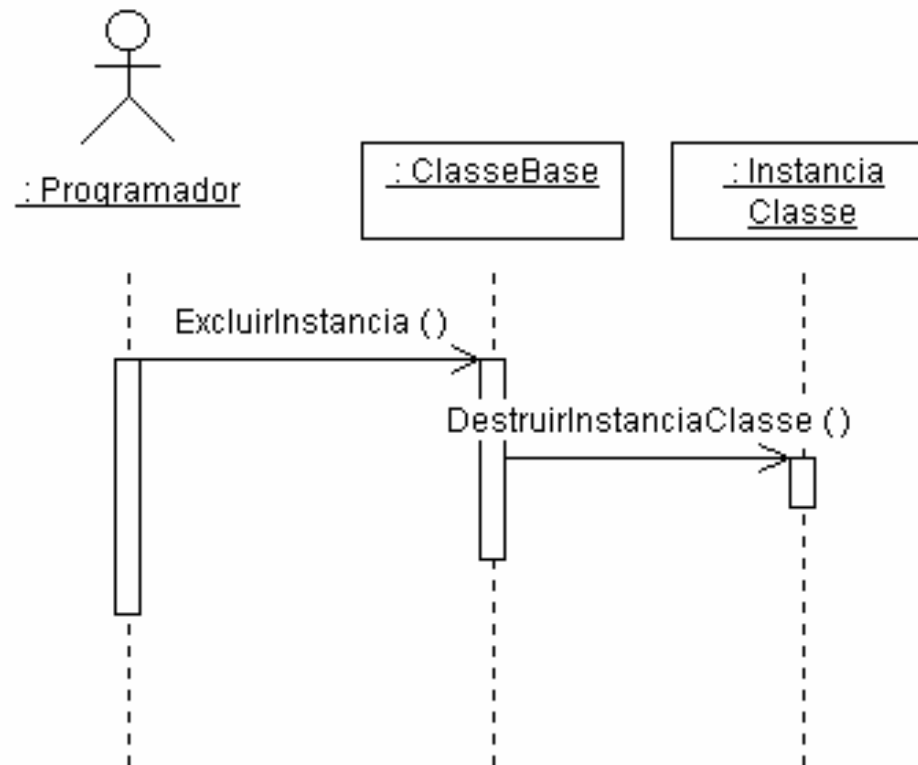 : Programador
: ClasseBase
: Instancia
Classe
ExcluirInstancia ()
DestruirInstanciaClasse ()